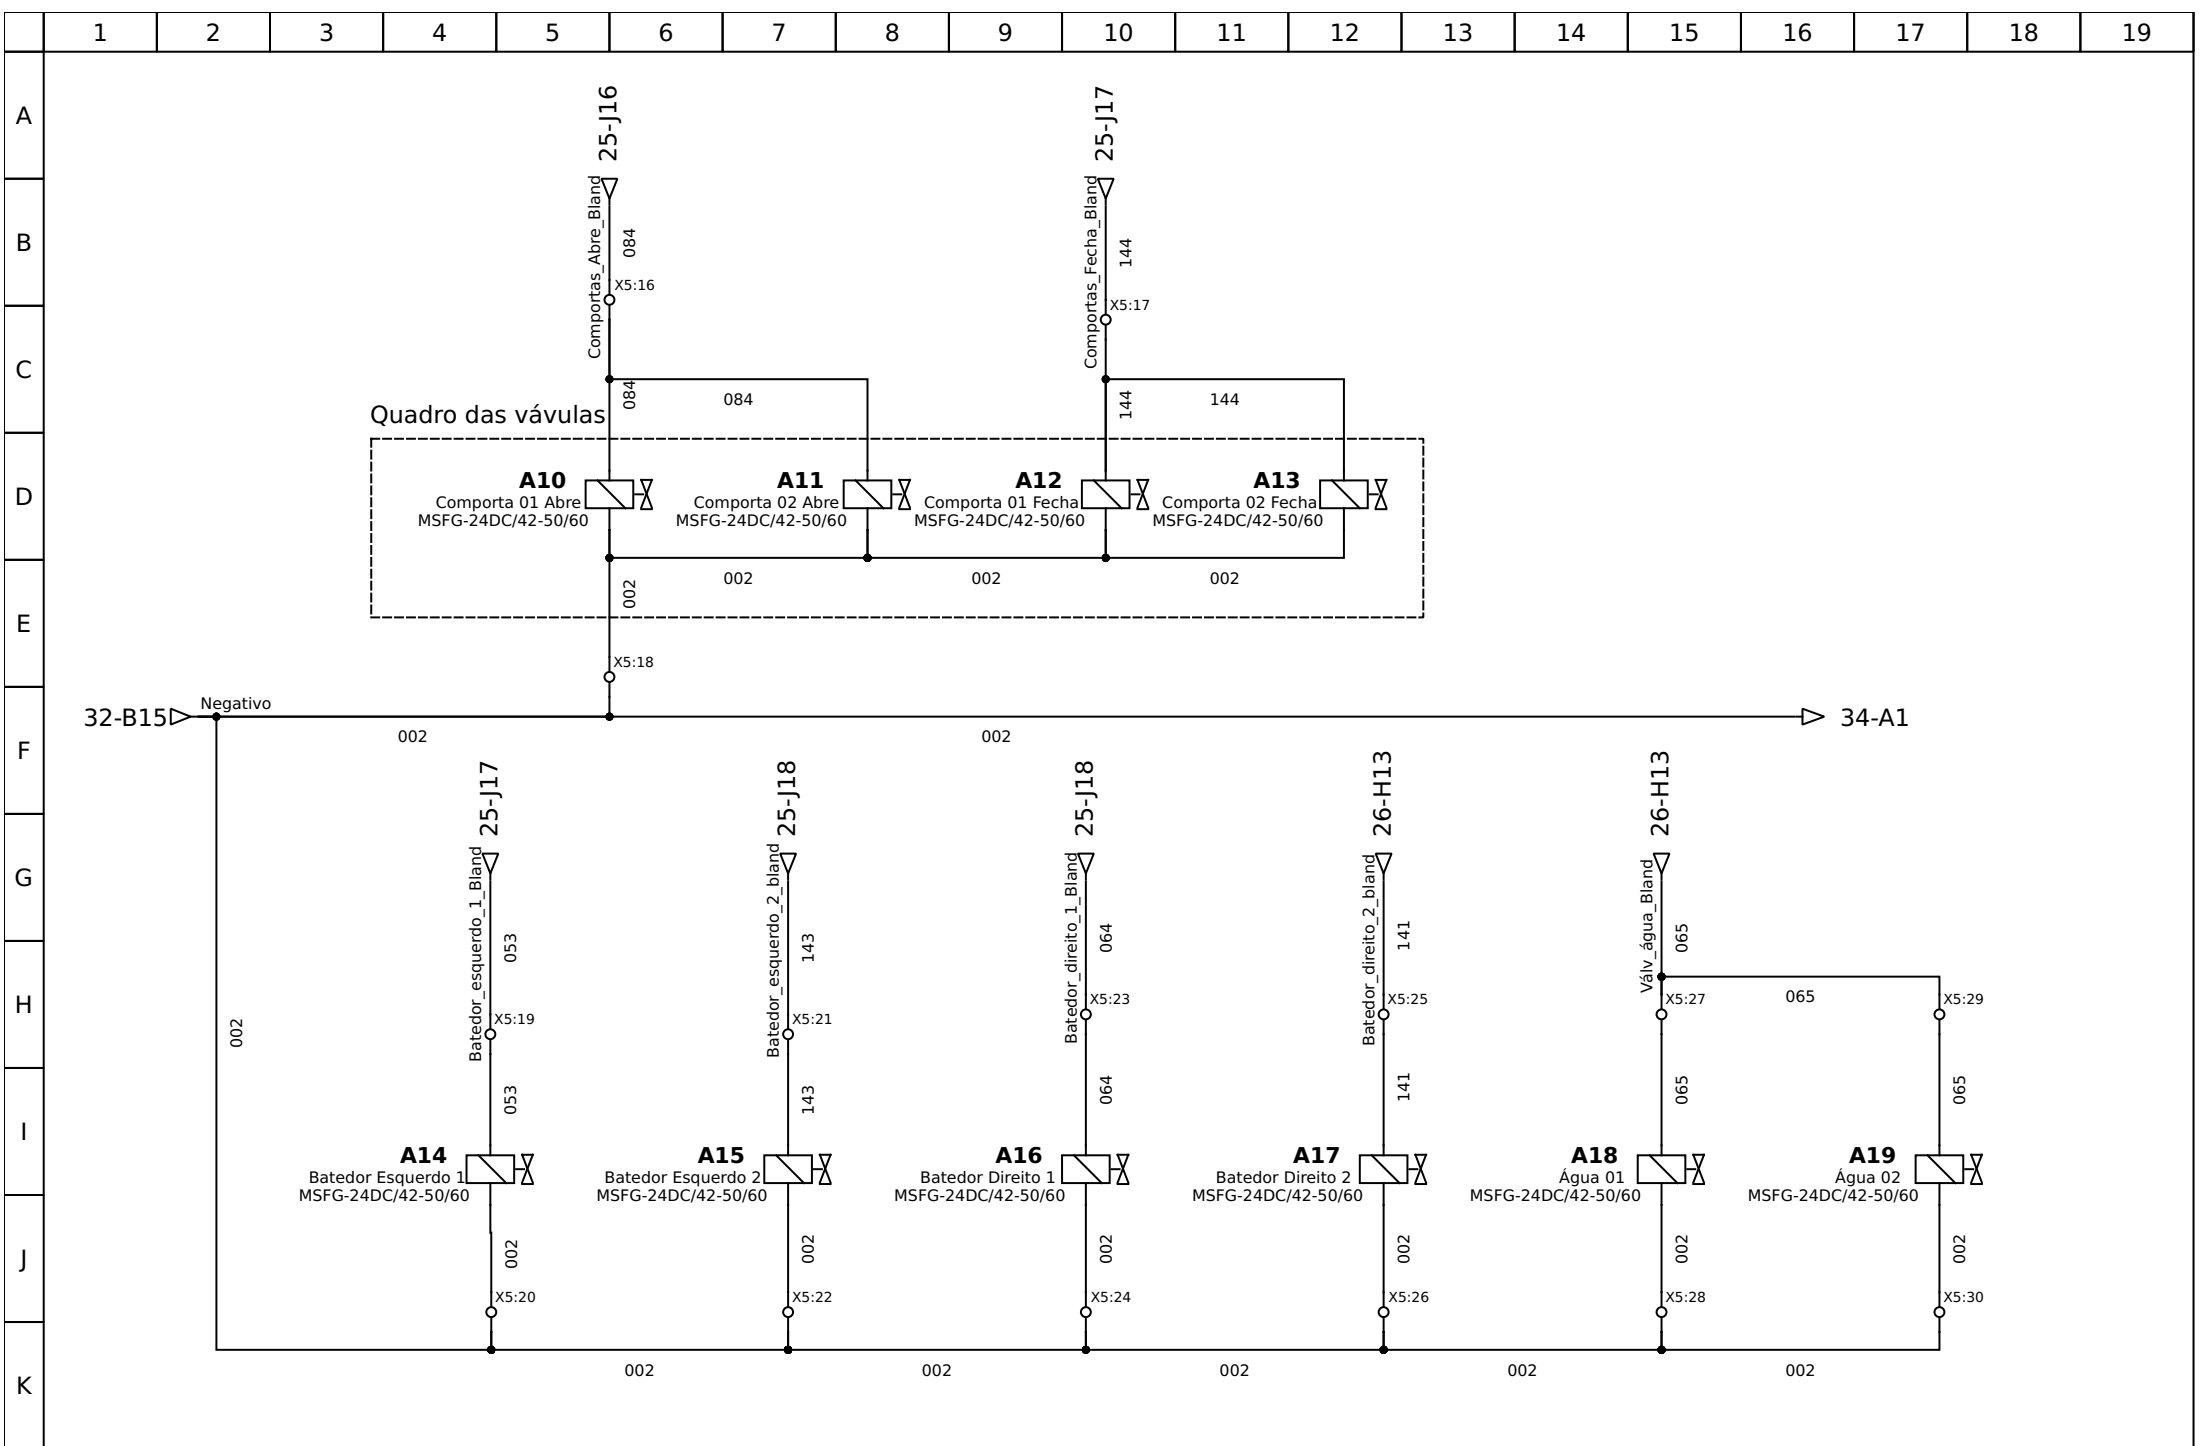 1 2 3 4 5 6 7 8 9 10 11 12 13 14 15 16 17 18 19
A
B
C
D
E
F
G
H
I
J
K
25-J16
Comportas_Abre_Bland
084
X5:16
25-J17
Comportas_Fecha_Bland
144
X5:17
084
084
144
144
Quadro das vávulas
A10
Comporta 01 Abre
MSFG-24DC/42-50/60
A11
Comporta 02 Abre
MSFG-24DC/42-50/60
A12
Comporta 01 Fecha
MSFG-24DC/42-50/60
A13
Comporta 02 Fecha
MSFG-24DC/42-50/60
002
002
002
002
X5:18
32-B15
Negativo
002
002
34-A1
002
25-J17
Batedor_esquerdo_1_Bland
053
X5:19
053
A14
Batedor Esquerdo 1
MSFG-24DC/42-50/60
002
X5:20
25-J18
Batedor_esquerdo_2_bland
143
X5:21
143
A15
Batedor Esquerdo 2
MSFG-24DC/42-50/60
002
X5:22
25-J18
Batedor_direito_1_Bland
064
X5:23
064
A16
Batedor Direito 1
MSFG-24DC/42-50/60
002
X5:24
26-H13
Batedor_direito_2_bland
141
X5:25
141
A17
Batedor Direito 2
MSFG-24DC/42-50/60
002
X5:26
26-H13
Válv_água_Bland
065
X5:27
065
065
A18
Água 01
MSFG-24DC/42-50/60
002
X5:28
X5:29
065
A19
Água 02
MSFG-24DC/42-50/60
002
X5:30
002
002
002
002
002